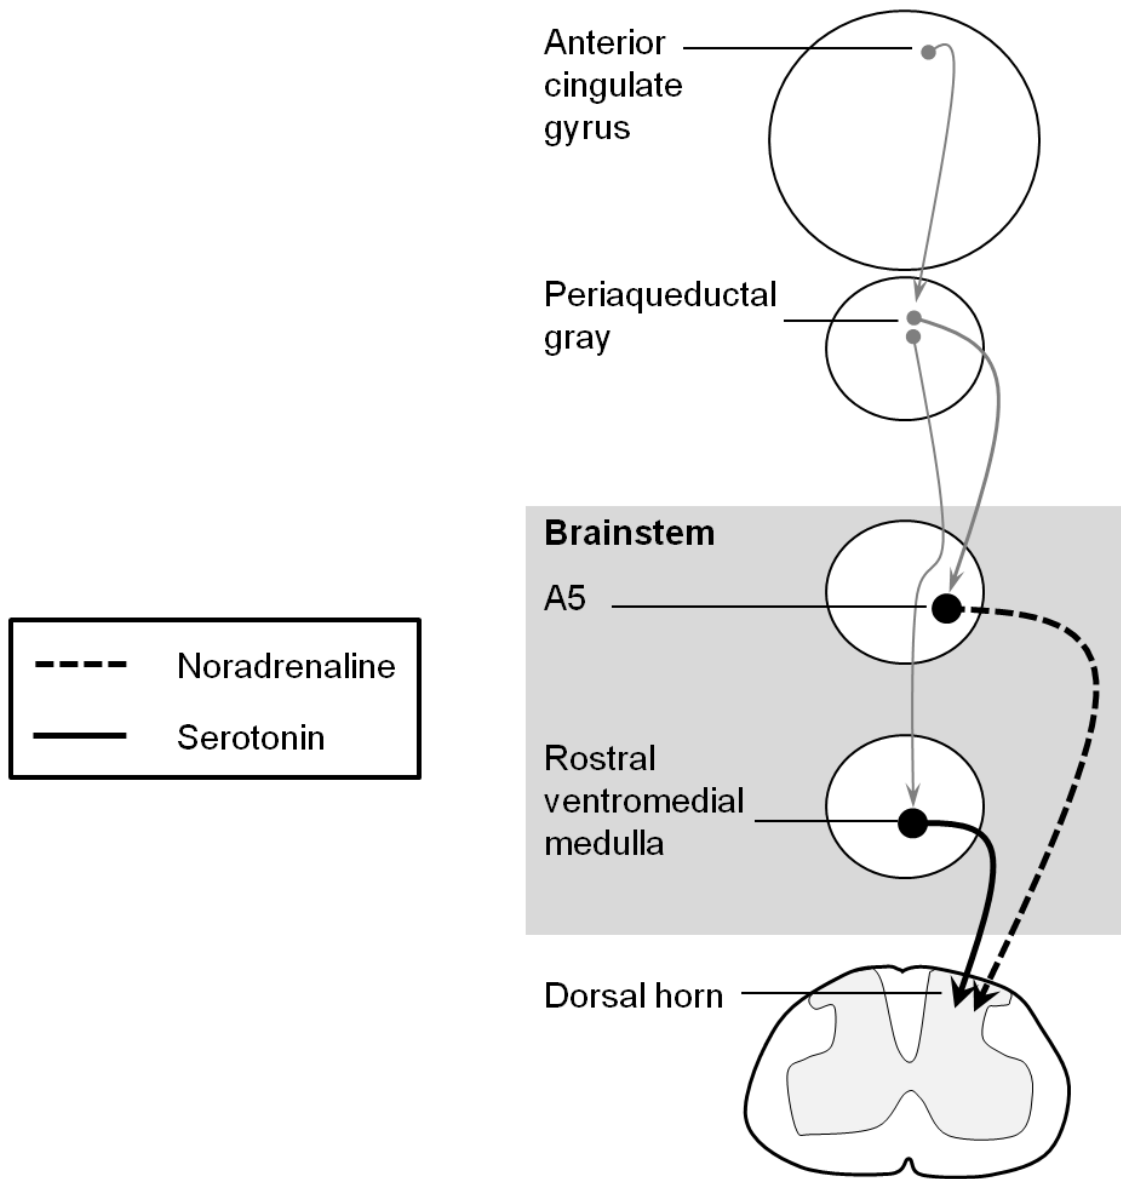 Anterior
cingulate
gyrus
Periaqueductal
gray
Brainstem
A5
Noradrenaline
Serotonin
Rostral
ventromedial
medulla
Dorsal horn